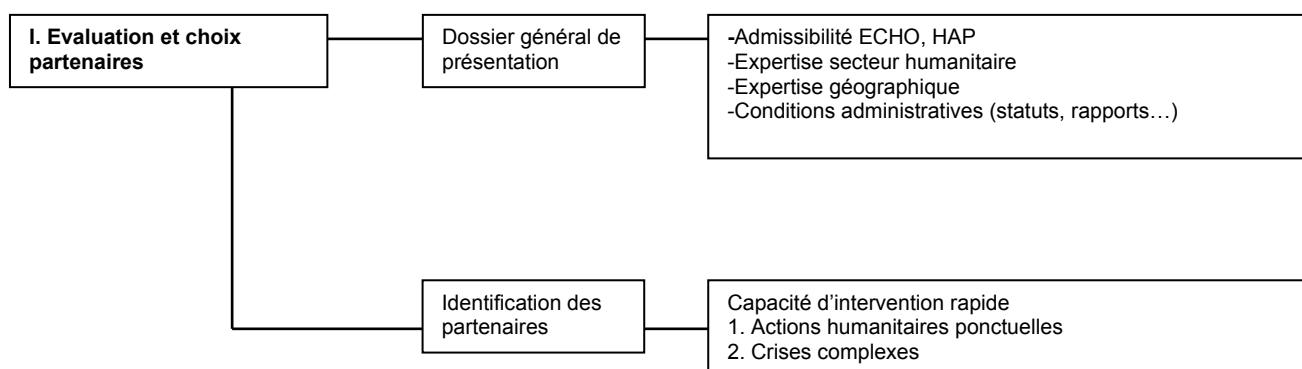 I. Evaluation et choix
partenaires
Dossier général de
présentation
-Admissibilité ECHO, HAP
-Expertise secteur humanitaire
-Expertise géographique
-Conditions administratives (statuts, rapports…)
Identification des
partenaires
Capacité d’intervention rapide
1. Actions humanitaires ponctuelles
2. Crises complexes